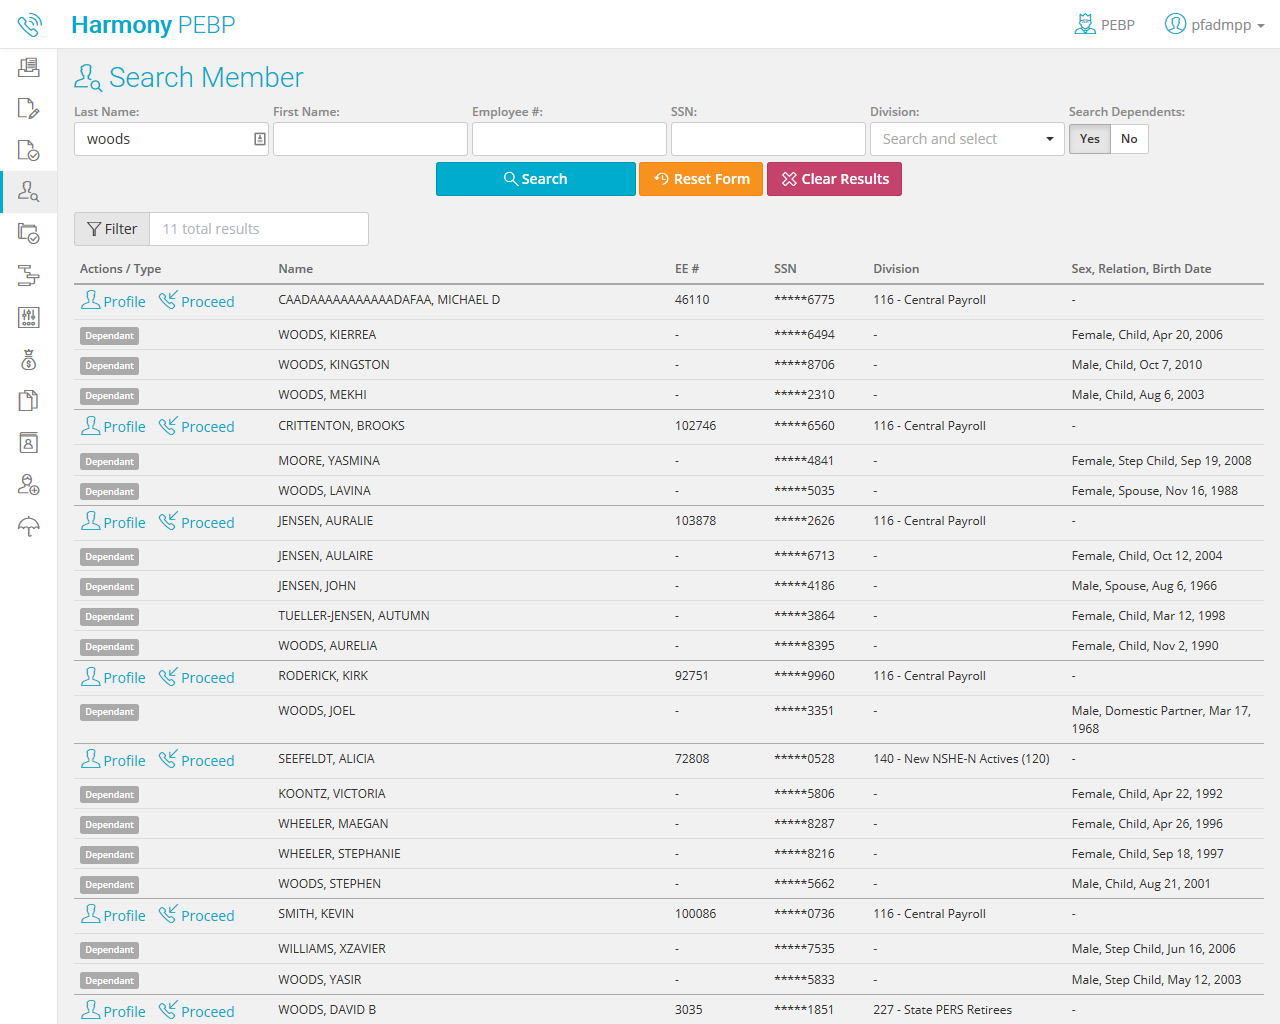 Harmony PEBP
PEBP
pfadmpp
Search Member
Last Name: First Name: Employee #: SSN: Division: Search Dependents:
woods Search and select Yes No
Search Reset Form Clear Results
Filter 11 total results
Actions / Type Name EE # SSN Division Sex, Relation, Birth Date
Profile Proceed CAADAAAAAAAAAAADAFAA, MICHAEL D 46110 *****6775 116 - Central Payroll -
Dependant WOODS, KIERREA - *****6494 - Female, Child, Apr 20, 2006
Dependant WOODS, KINGSTON - *****8706 - Male, Child, Oct 7, 2010
Dependant WOODS, MEKHI - *****2310 - Male, Child, Aug 6, 2003
Profile Proceed CRITTENTON, BROOKS 102746 *****6560 116 - Central Payroll -
Dependant MOORE, YASMINA - *****4841 - Female, Step Child, Sep 19, 2008
Dependant WOODS, LAVINA - *****5035 - Female, Spouse, Nov 16, 1988
Profile Proceed JENSEN, AURALIE 103878 *****2626 116 - Central Payroll -
Dependant JENSEN, AULAIRE - *****6713 - Female, Child, Oct 12, 2004
Dependant JENSEN, JOHN - *****4186 - Male, Spouse, Aug 6, 1966
Dependant TUELLER-JENSEN, AUTUMN - *****3864 - Female, Child, Mar 12, 1998
Dependant WOODS, AURELIA - *****8395 - Female, Child, Nov 2, 1990
Profile Proceed RODERICK, KIRK 92751 *****9960 116 - Central Payroll -
Dependant WOODS, JOEL - *****3351 - Male, Domestic Partner, Mar 17,
1968
Profile Proceed SEEFELDT, ALICIA 72808 *****0528 140 - New NSHE-N Actives (120) -
Dependant KOONTZ, VICTORIA - *****5806 - Female, Child, Apr 22, 1992
Dependant WHEELER, MAEGAN - *****8287 - Female, Child, Apr 26, 1996
Dependant WHEELER, STEPHANIE - *****8216 - Female, Child, Sep 18, 1997
Dependant WOODS, STEPHEN - *****5662 - Male, Child, Aug 21, 2001
Profile Proceed SMITH, KEVIN 100086 *****0736 116 - Central Payroll -
Dependant WILLIAMS, XZAVIER - *****7535 - Male, Step Child, Jun 16, 2006
Dependant WOODS, YASIR - *****5833 - Male, Step Child, May 12, 2003
Profile Proceed WOODS, DAVID B 3035 *****1851 227 - State PERS Retirees -